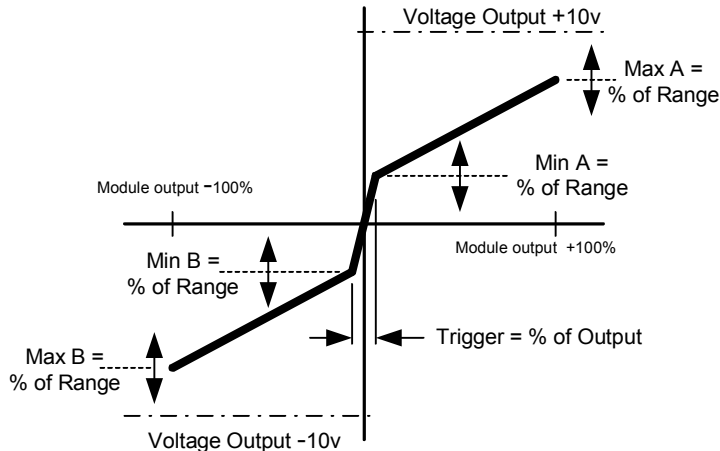 Voltage Output +10v
Max A =
% of Range
Min A =
% of Range
Module output −100%
Module output +100%
Min B =
% of Range
Trigger = % of Output
Max B =
% of Range
Voltage Output −10v